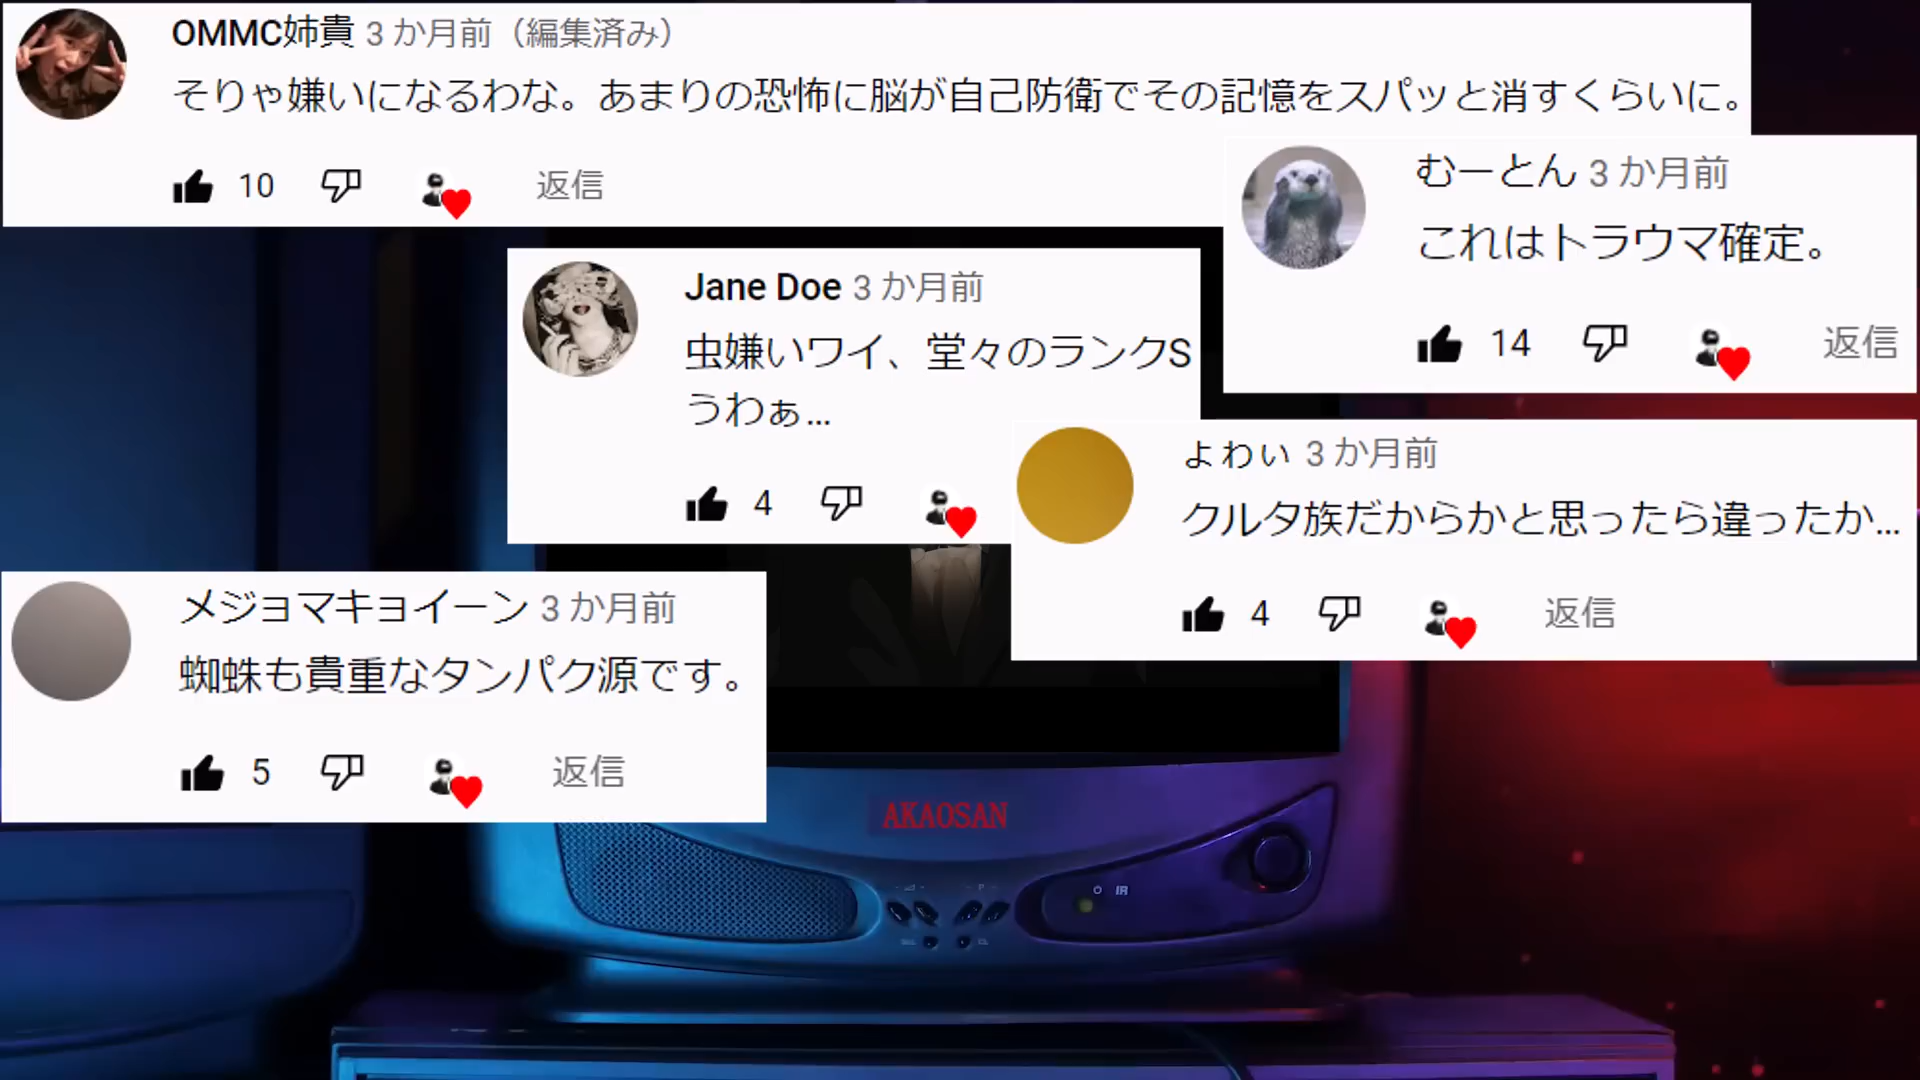 OMMC姉貴 3 か月前（編集済み）
そりゃ嫌いになるわな。あまりの恐怖に脳が自己防衛でその記憶をスパッと消すくらいに。
10 返信
むーとん 3 か月前
これはトラウマ確定。
14 返信
Jane Doe 3 か月前
虫嫌いワイ、堂々のランクS
うわぁ...
4
よわい 3 か月前
クルタ族だからかと思ったら違ったか...
4 返信
メジョマキョイーン 3 か月前
蜘蛛も貴重なタンパク源です。
5 返信
AKAOSAN
IR